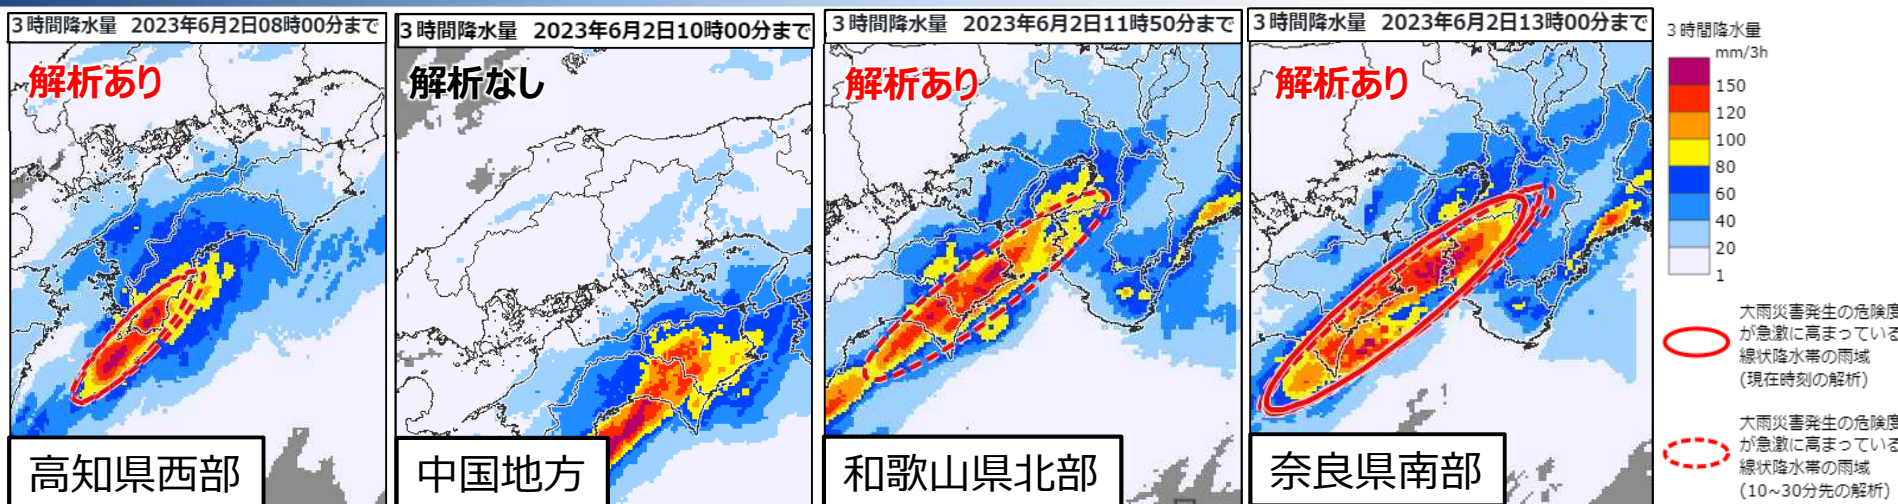 3時間降水量 2023年6月2日08時00分まで
解析あり
高知県西部
3時間降水量 2023年6月2日10時00分まで
解析なし
中国地方
3時間降水量 2023年6月2日11時50分まで
解析あり
和歌山県北部
3時間降水量 2023年6月2日13時00分まで
解析あり
奈良県南部
3時間降水量
mm/3h
150
120
100
80
60
40
20
1
大雨災害発生の危険度
が急激に高まっている
線状降水帯の雨域
(現在時刻の解析)
大雨災害発生の危険度
が急激に高まっている
線状降水帯の雨域
(10~30分先の解析)